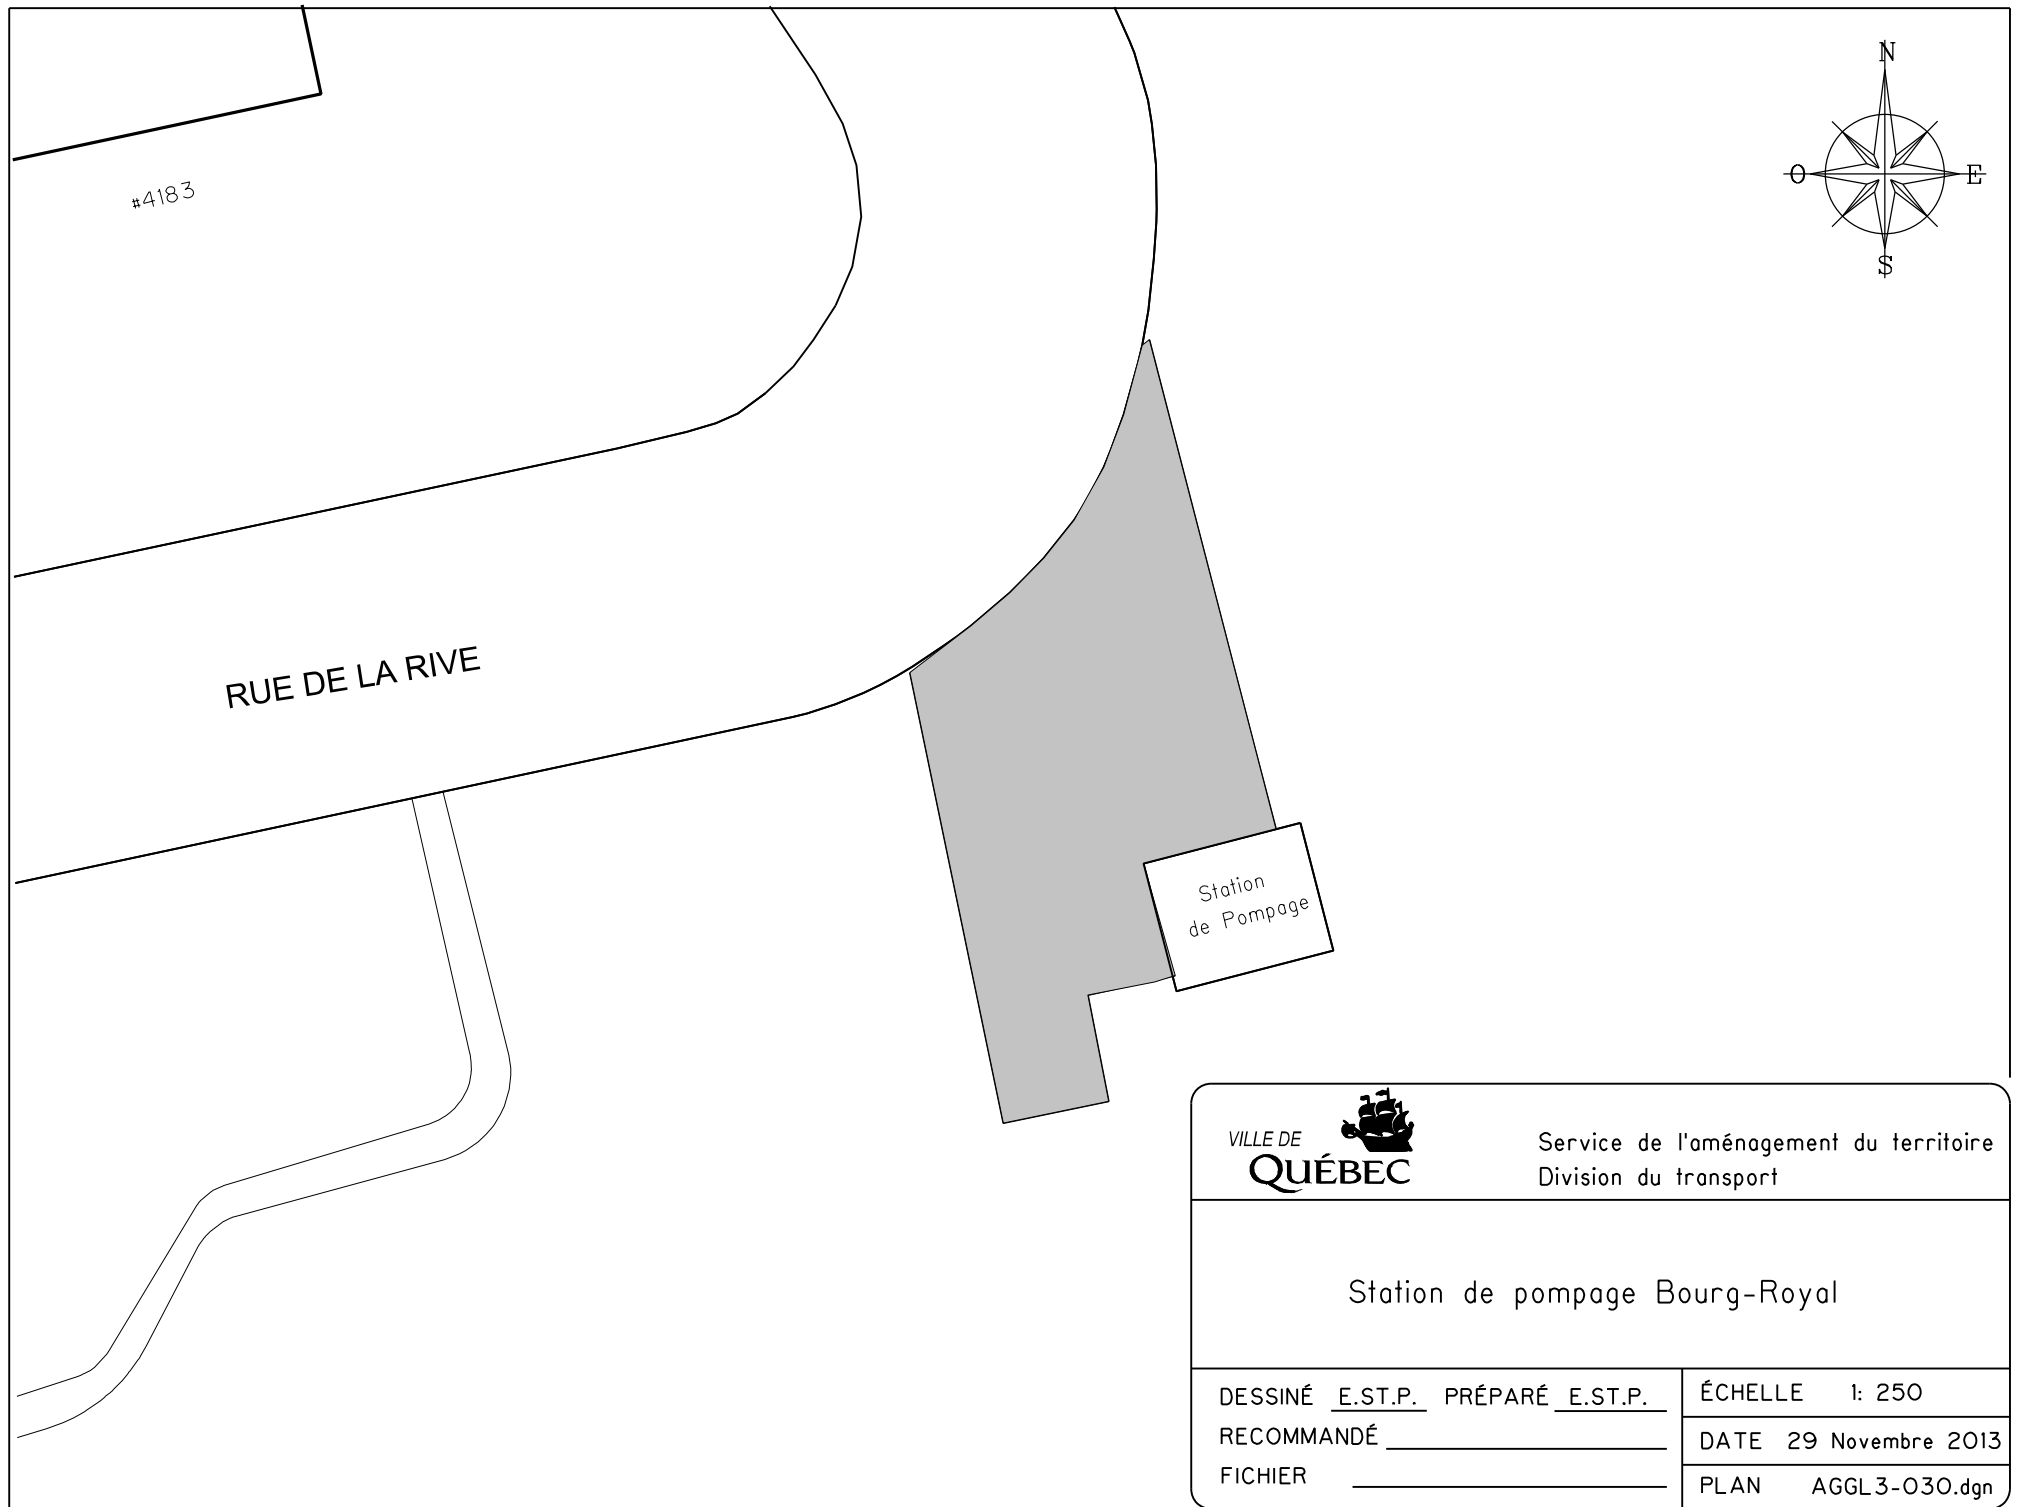 N
O
E
S
#4183
RUE DE LA RIVE
Station
de Pompage
VILLE DE
QUÉBEC
Service de l'aménagement du territoire
Division du transport
Station de pompage Bourg-Royal
DESSINÉ E.ST.P. PRÉPARÉ E.ST.P.
RECOMMANDÉ
FICHIER
ÉCHELLE 1: 250
DATE 29 Novembre 2013
PLAN AGGL3-030.dgn